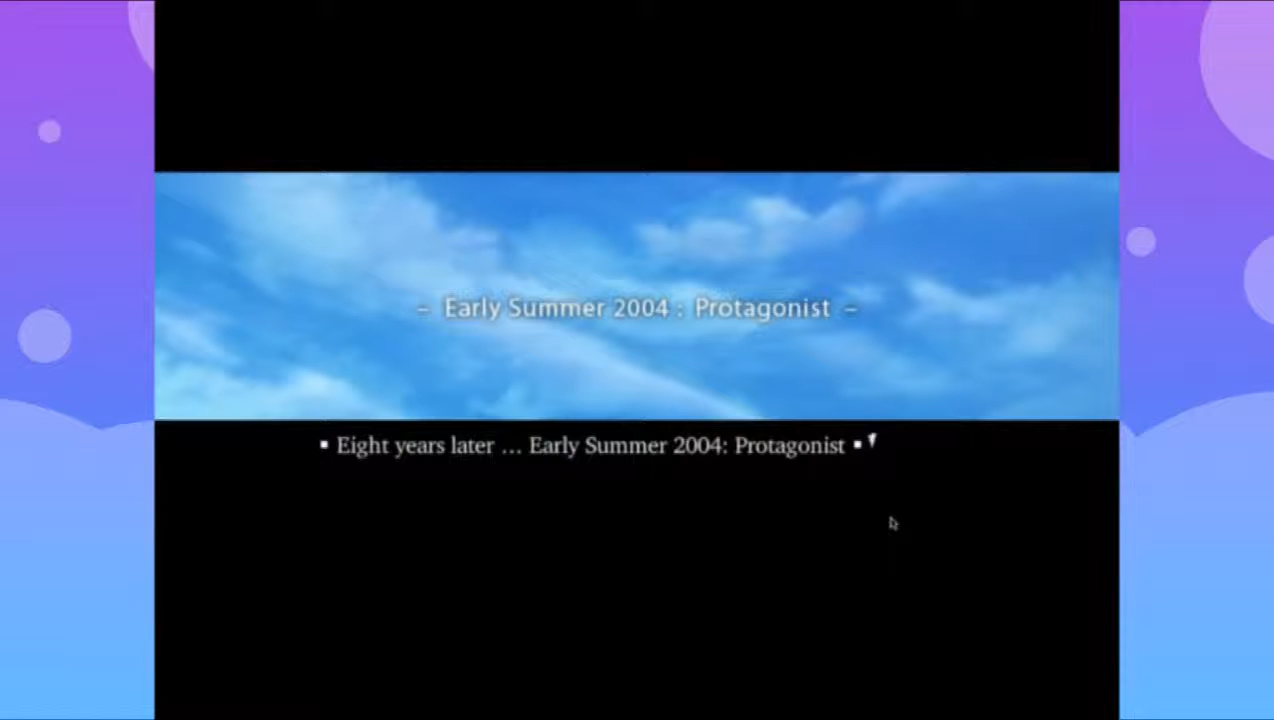 – Early Summer 2004 : Protagonist –
▪ Eight years later … Early Summer 2004: Protagonist ▪